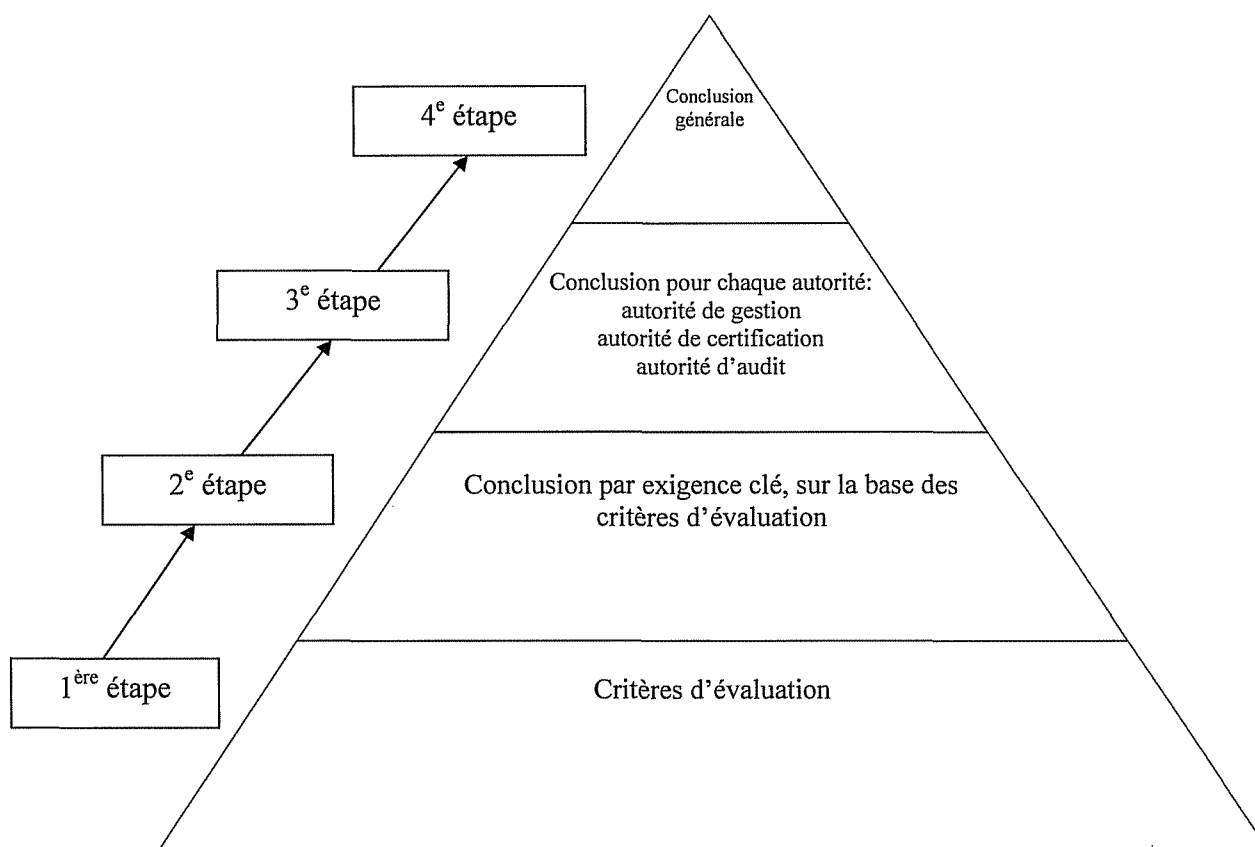 Conclusion
générale
4e étape
Conclusion pour chaque autorité:
autorité de gestion
autorité de certification
autorité d'audit
3e étape
Conclusion par exigence clé, sur la base des
critères d'évaluation
2e étape
Critères d'évaluation
1ère étape